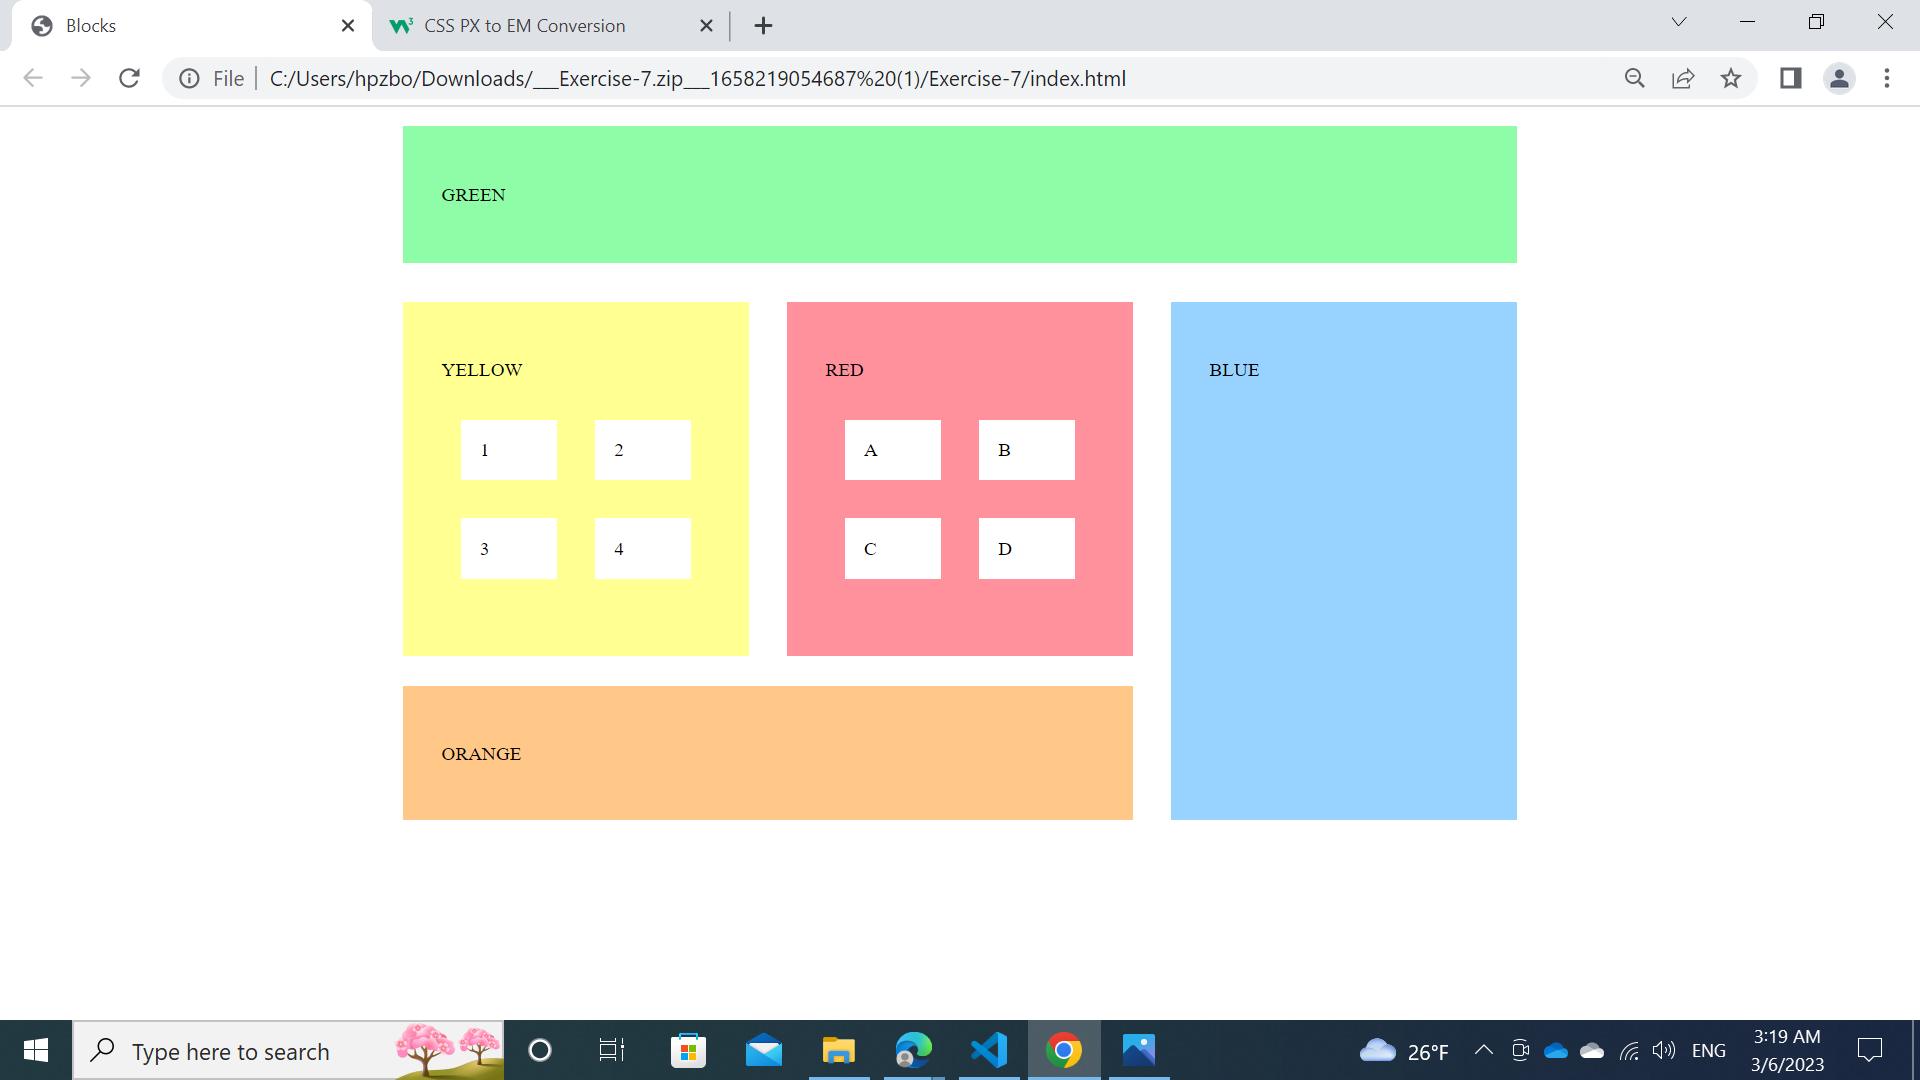 Blocks
CSS PX to EM Conversion
File
C:/Users/hpzbo/Downloads/___Exercise-7.zip___1658219054687%20(1)/Exercise-7/index.html
GREEN
YELLOW
RED
BLUE
1
2
A
B
3
4
C
D
ORANGE
Type here to search
26°F
ENG
3:19 AM
3/6/2023